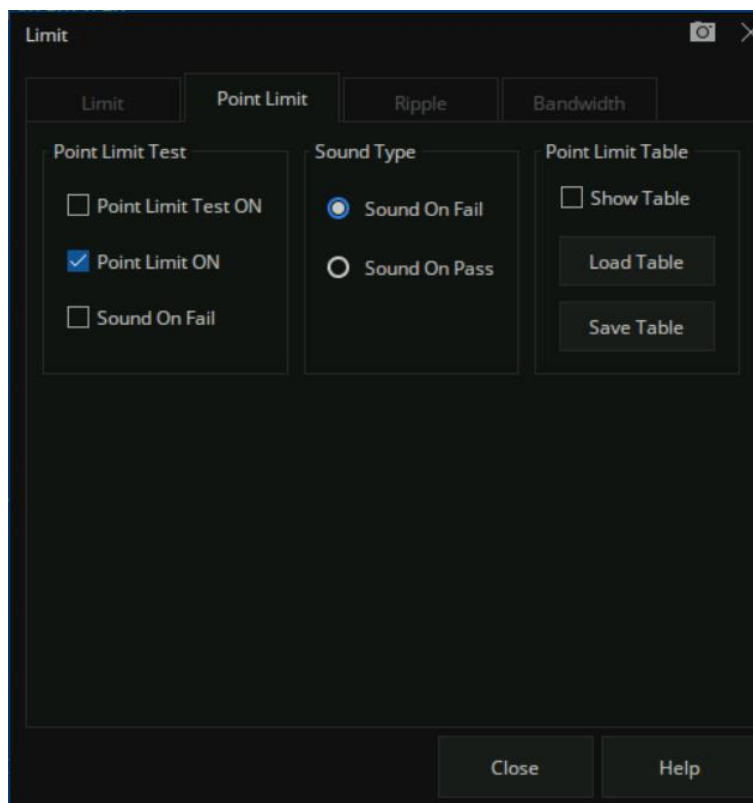 Limit
Limit Point Limit Ripple Bandwidth
Point Limit Test
Point Limit Test ON
Point Limit ON
Sound On Fail
Sound Type
Sound On Fail
Sound On Pass
Point Limit Table
Show Table
Load Table
Save Table
Close Help